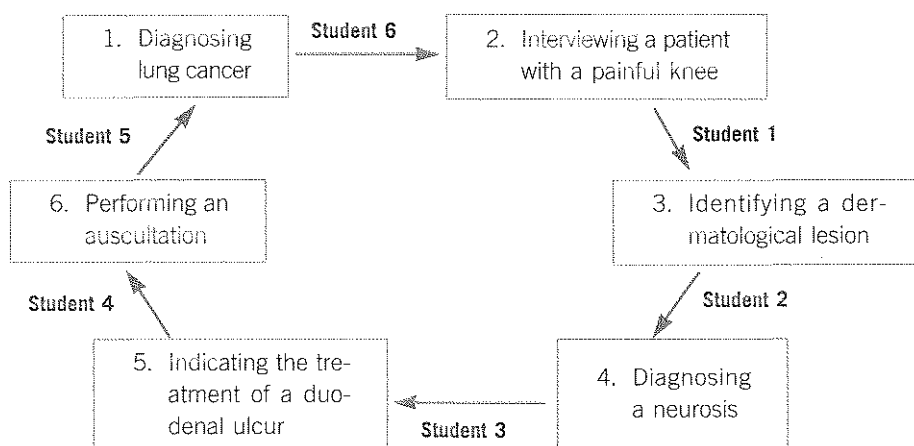 1. Diagnosing
lung cancer
Student 6
2. Interviewing a patient
with a painful knee
Student 1
3. Identifying a der-
matological lesion
Student 2
4. Diagnosing
a neurosis
Student 3
5. Indicating the tre-
atment of a duo-
denal ulcur
Student 4
6. Performing an
auscultation
Student 5